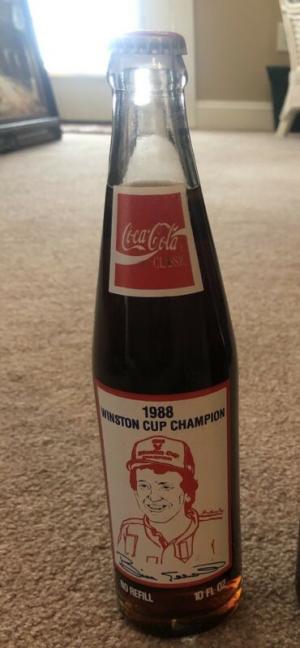 Coca-Cola
CLASSIC
1988
WINSTON CUP CHAMPION
NO REFILL
10 FL OZ